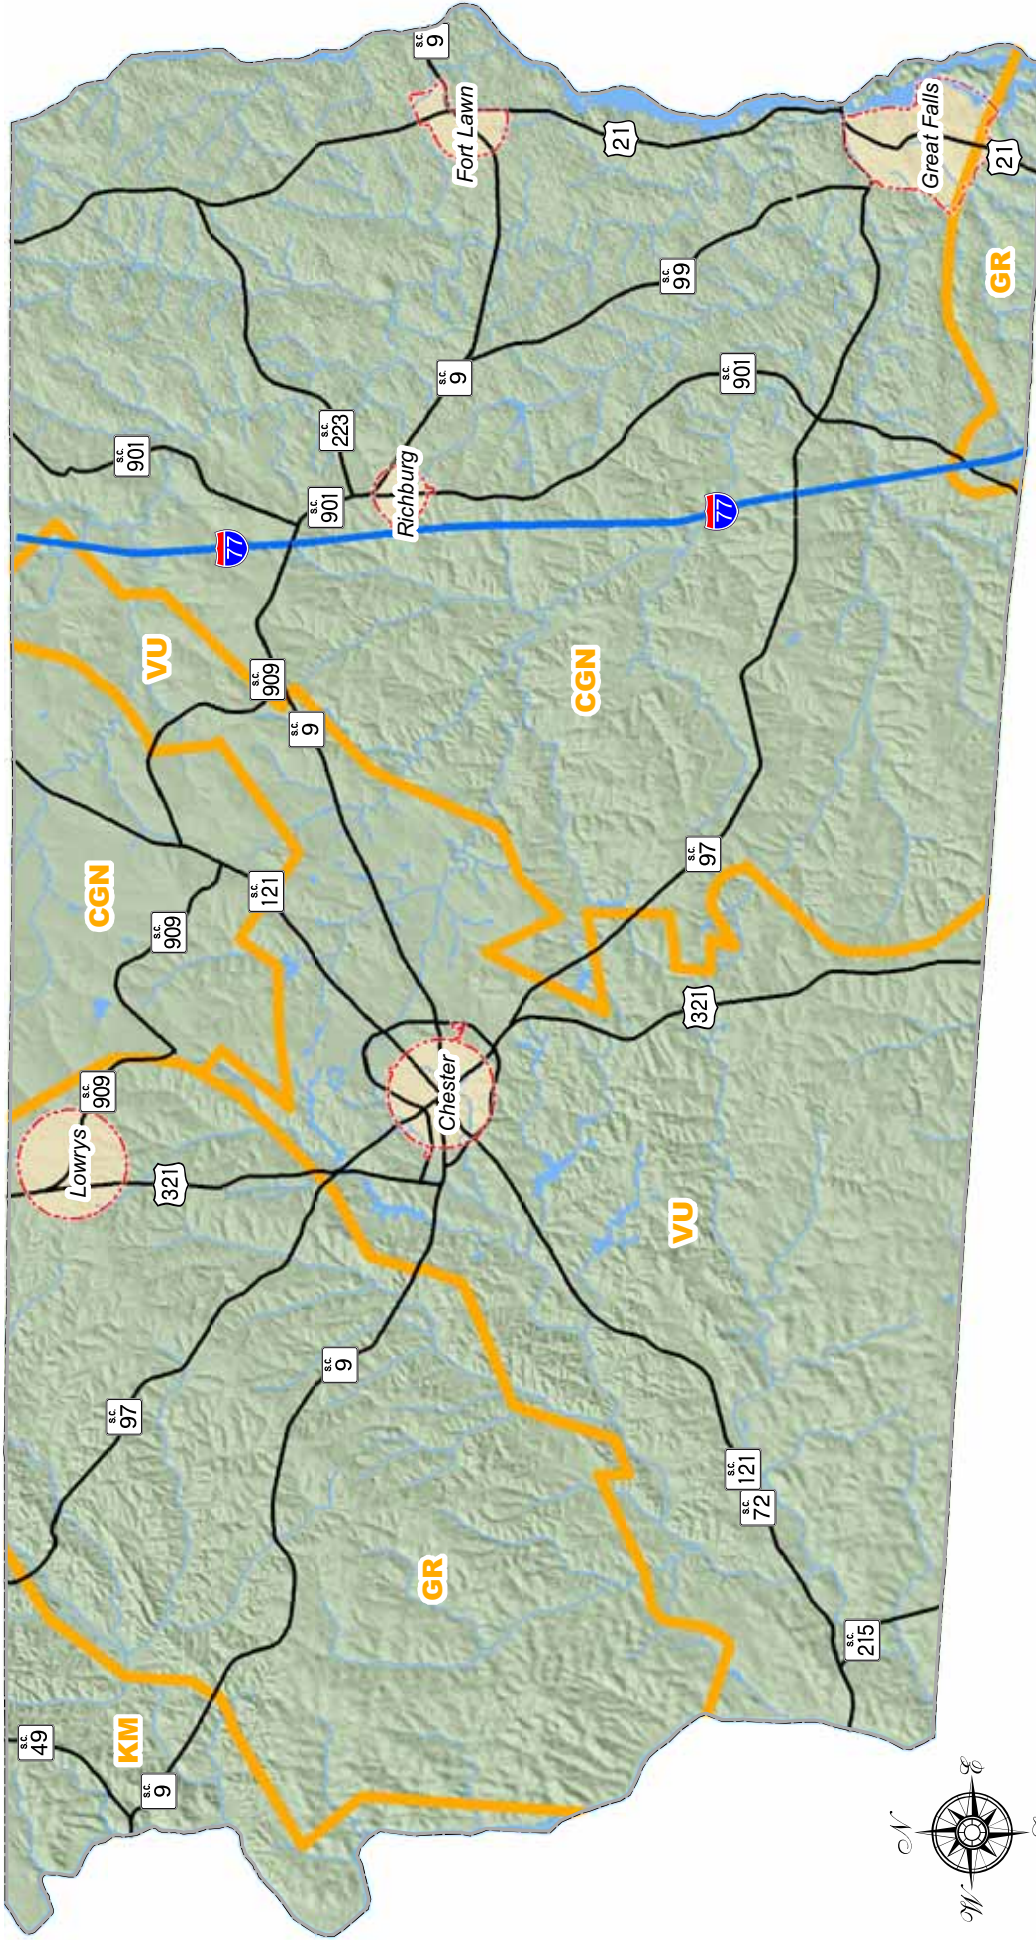 S.C.
49
Lowrys
S.C.
909
CGN
S.C.
97
KM
S.C.
901
S.C.
9
VU
S.C.
909
321
77
S.C.
121
S.C.
909
S.C.
9
S.C.
901
S.C.
223
S.C.
9
Richburg
S.C.
9
GR
Chester
S.C.
9
Fort Lawn
CGN
21
S.C.
99
VU
321
S.C.
97
77
S.C.
901
S.C.
121
S.C.
72
S.C.
215
N
Great Falls
W E
GR
21